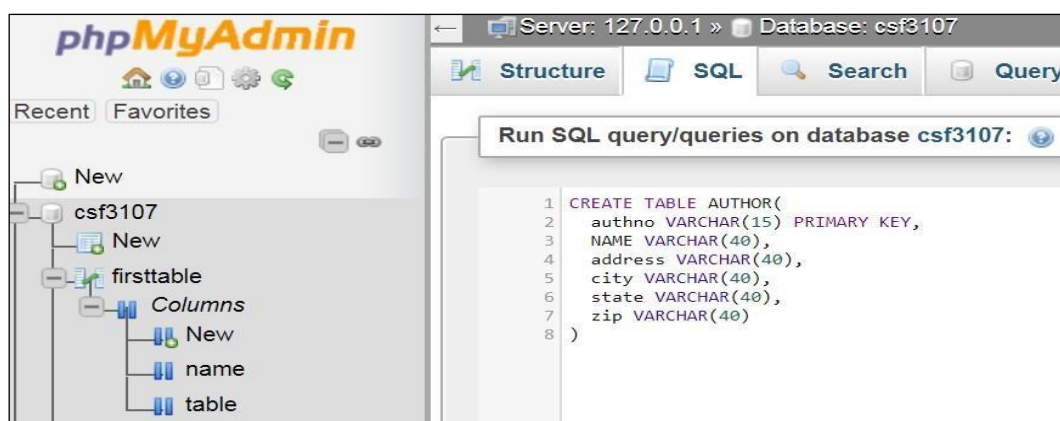 phpMyAdmin
Recent Favorites
New
csf3107
New
firsttable
Columns
New
name
table
← Server: 127.0.0.1 » Database: csf3107
Structure SQL Search Query
Run SQL query/queries on database csf3107:
1 CREATE TABLE AUTHOR(
2 authno VARCHAR(15) PRIMARY KEY,
3 NAME VARCHAR(40),
4 address VARCHAR(40),
5 city VARCHAR(40),
6 state VARCHAR(40),
7 zip VARCHAR(40)
8 )